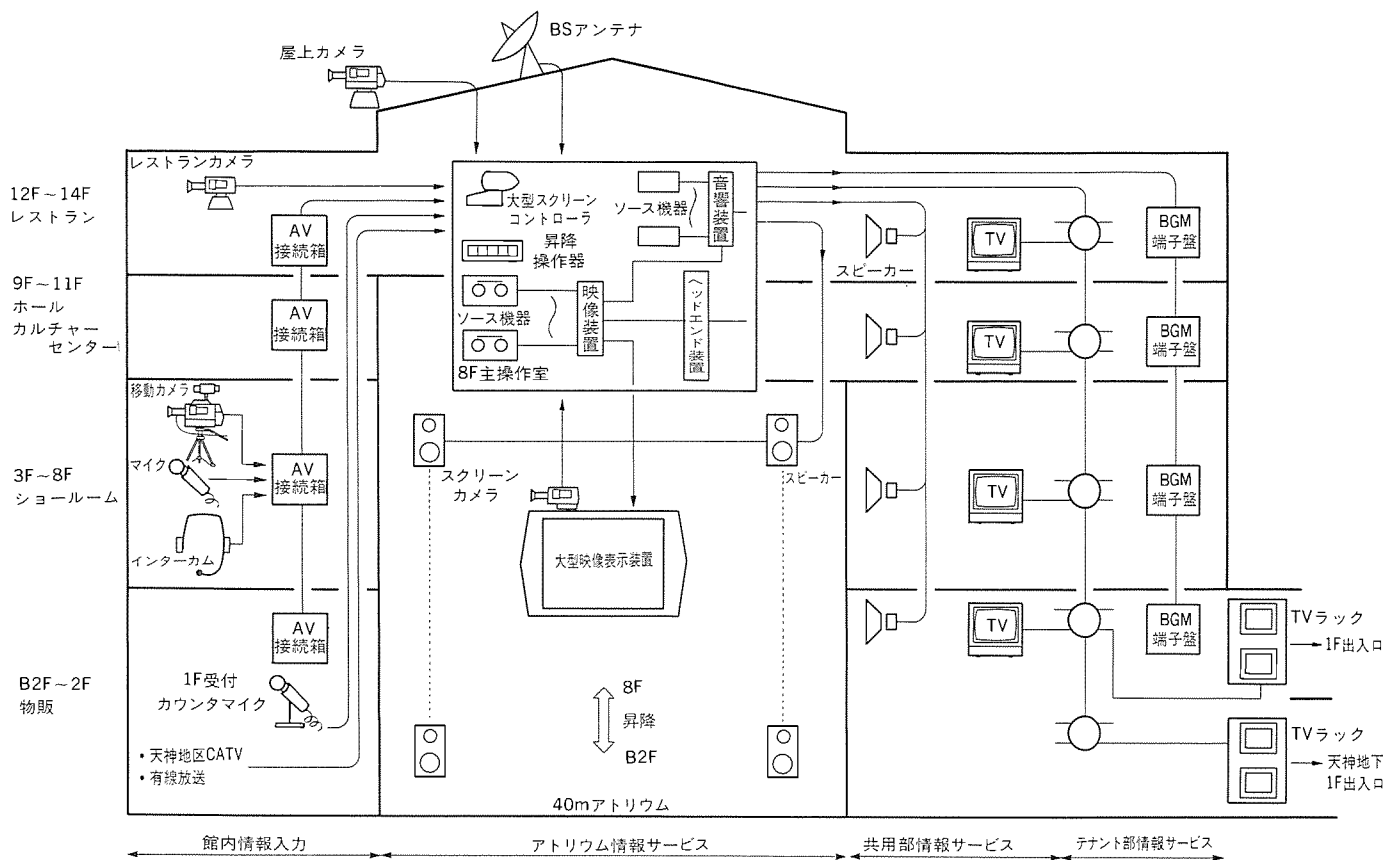 BSアンテナ
屋上カメラ
レストランカメラ
12F~14F
レストラン
AV
接続箱
大型スクリーン
コントローラ
昇降
操作器
ソース機器
音響装置
スピーカー
TV
BGM
端子盤
9F~11F
ホール
カルチャー
センター
AV
接続箱
ソース機器
映像装置
ヘッドエンド装置
8F主操作室
TV
BGM
端子盤
移動カメラ
3F~8F
ショールーム
マイク
インターカム
AV
接続箱
スクリーン
カメラ
スピーカー
大型映像表示装置
TV
BGM
端子盤
B2F~2F
物販
AV
接続箱
1F受付
カウンタマイク
・天神地区CATV
・有線放送
8F
昇降
B2F
40mアトリウム
TV
BGM
端子盤
TVラック
1F出入口
TVラック
天神地下
1F出入口
館内情報入力
アトリウム情報サービス
共用部情報サービス
テナント部情報サービス